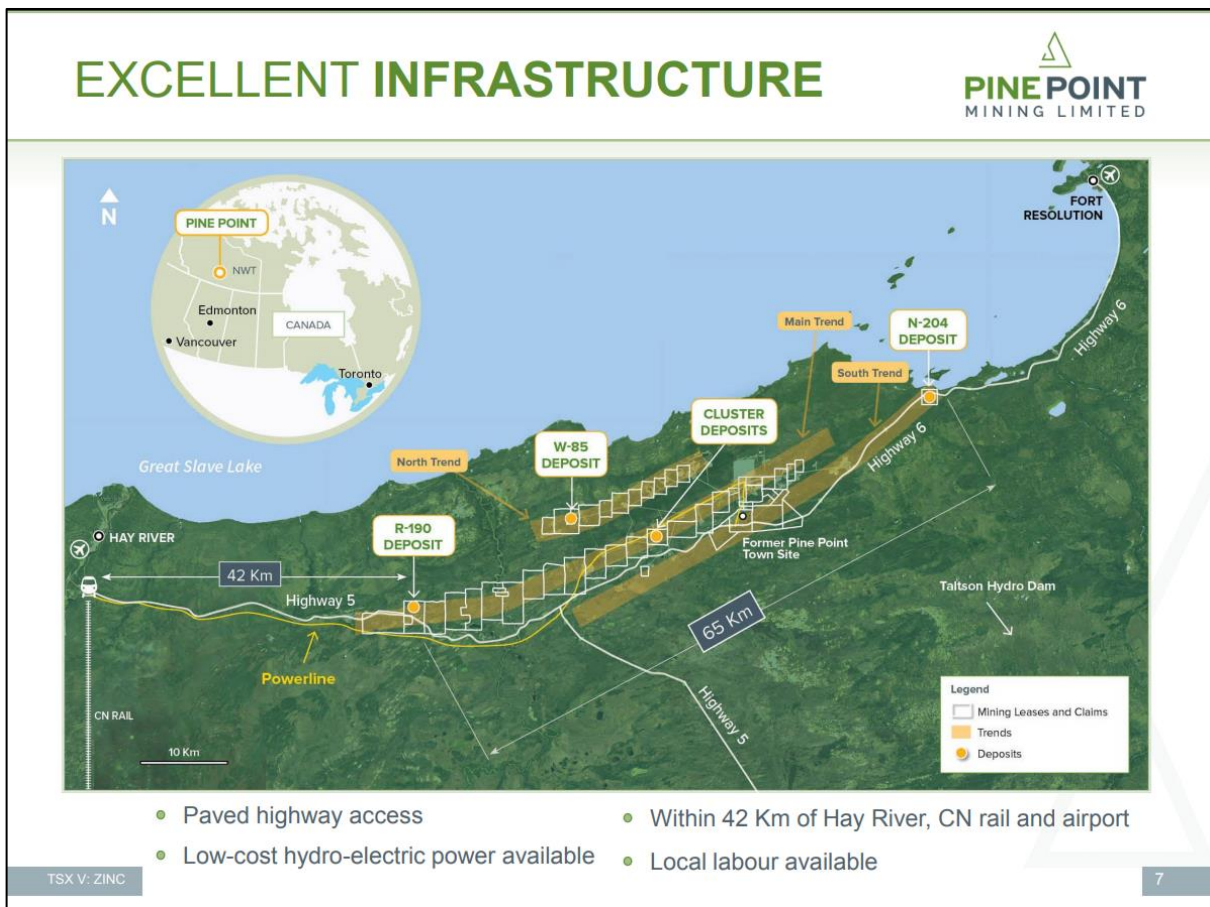 EXCELLENT INFRASTRUCTURE
PINE POINT
MINING LIMITED
N
PINE POINT
NWT
Edmonton
CANADA
Vancouver
Toronto
FORT
RESOLUTION
Highway 6
Main Trend
N-204
DEPOSIT
South Trend
CLUSTER
DEPOSITS
Highway 6
W-85
DEPOSIT
North Trend
Great Slave Lake
R-190
DEPOSIT
HAY RIVER
Former Pine Point
Town Site
42 Km
Highway 5
Taltson Hydro Dam
65 Km
Powerline
Highway 5
CN RAIL
10 Km
Legend
Mining Leases and Claims
Trends
Deposits
Paved highway access
Low-cost hydro-electric power available
Within 42 Km of Hay River, CN rail and airport
Local labour available
TSX V: ZINC
7